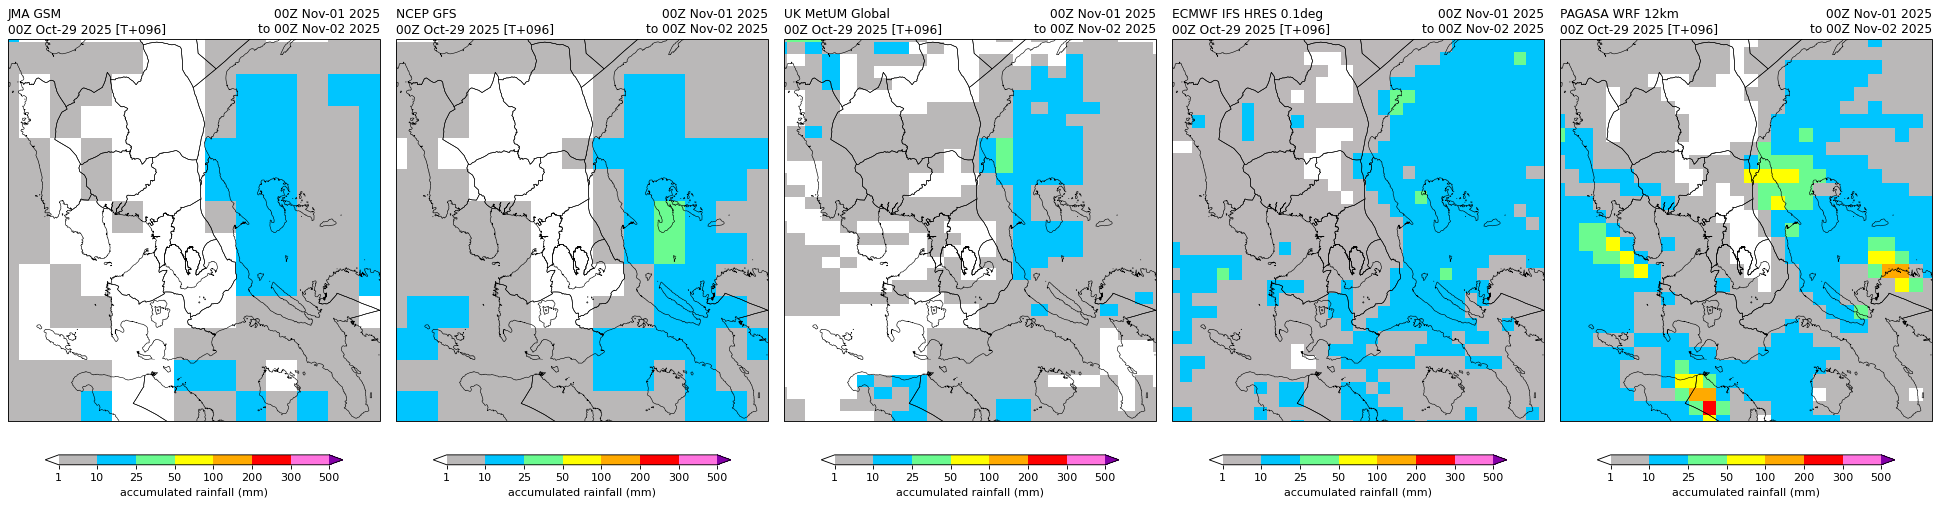 JMA GSM 00Z Nov-01 2025
00Z Oct-29 2025 [T+096] to 00Z Nov-02 2025
NCEP GFS 00Z Nov-01 2025
00Z Oct-29 2025 [T+096] to 00Z Nov-02 2025
UK MetUM Global 00Z Nov-01 2025
00Z Oct-29 2025 [T+096] to 00Z Nov-02 2025
ECMWF IFS HRES 0.1deg 00Z Nov-01 2025
00Z Oct-29 2025 [T+096] to 00Z Nov-02 2025
PAGASA WRF 12km 00Z Nov-01 2025
00Z Oct-29 2025 [T+096] to 00Z Nov-02 2025
1 10 25 50 100 200 300 500
accumulated rainfall (mm)
1 10 25 50 100 200 300 500
accumulated rainfall (mm)
1 10 25 50 100 200 300 500
accumulated rainfall (mm)
1 10 25 50 100 200 300 500
accumulated rainfall (mm)
1 10 25 50 100 200 300 500
accumulated rainfall (mm)